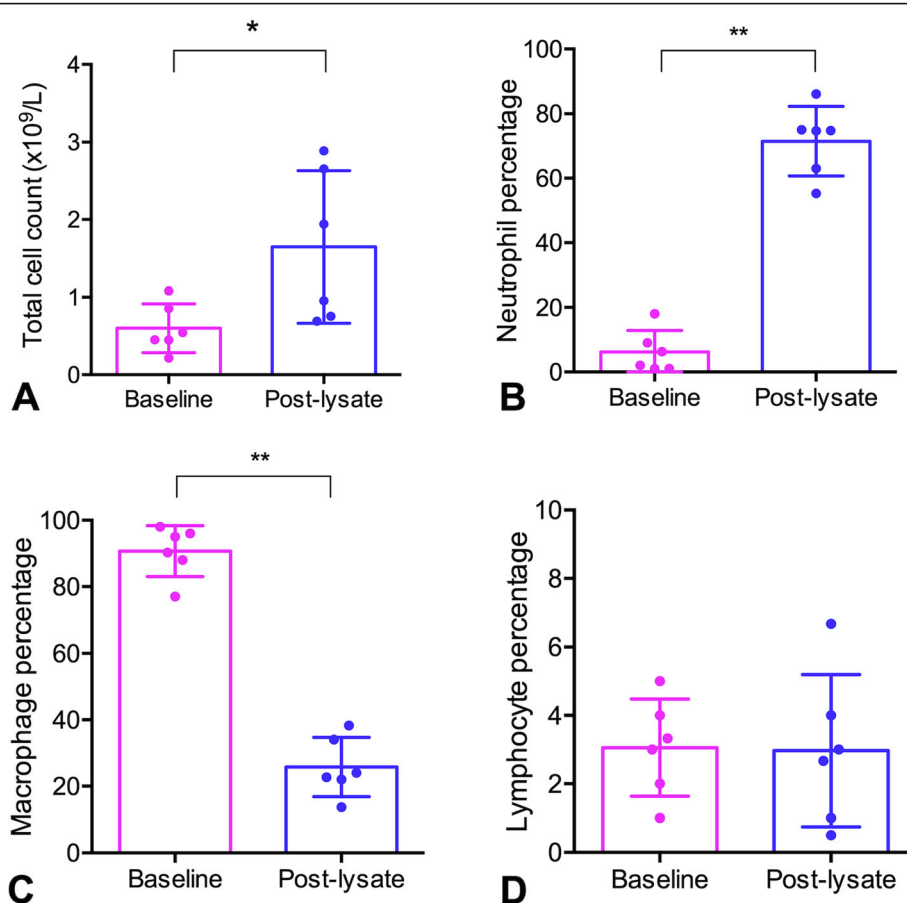 *
Total cell count (x10⁹/L)
4
3
2
1
0
Baseline Post-lysate
A
**
Neutrophil percentage
100
80
60
40
20
0
Baseline Post-lysate
B
**
Macrophage percentage
100
80
60
40
20
0
Baseline Post-lysate
C
Lymphocyte percentage
10
8
6
4
2
0
Baseline Post-lysate
D